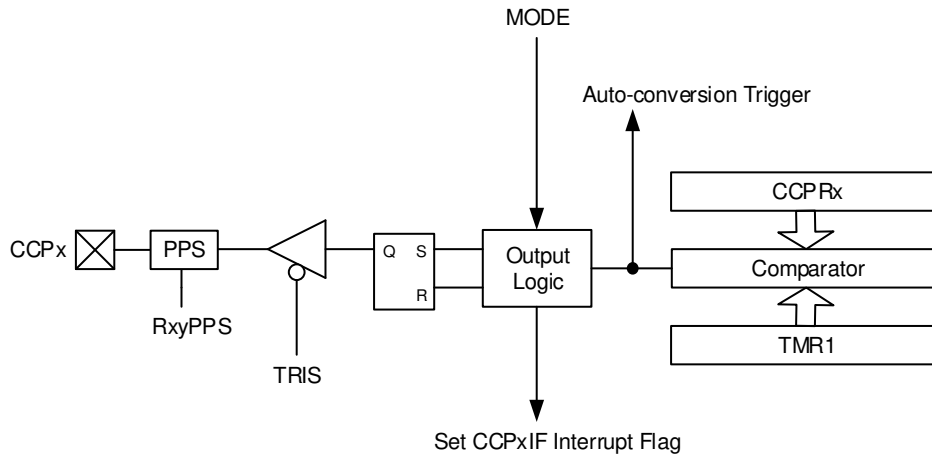 MODE
Auto-conversion Trigger
CCPRx
CCPx
PPS
Q
S
R
Output
Logic
Comparator
RxyPPS
TRIS
TMR1
Set CCPxIF Interrupt Flag